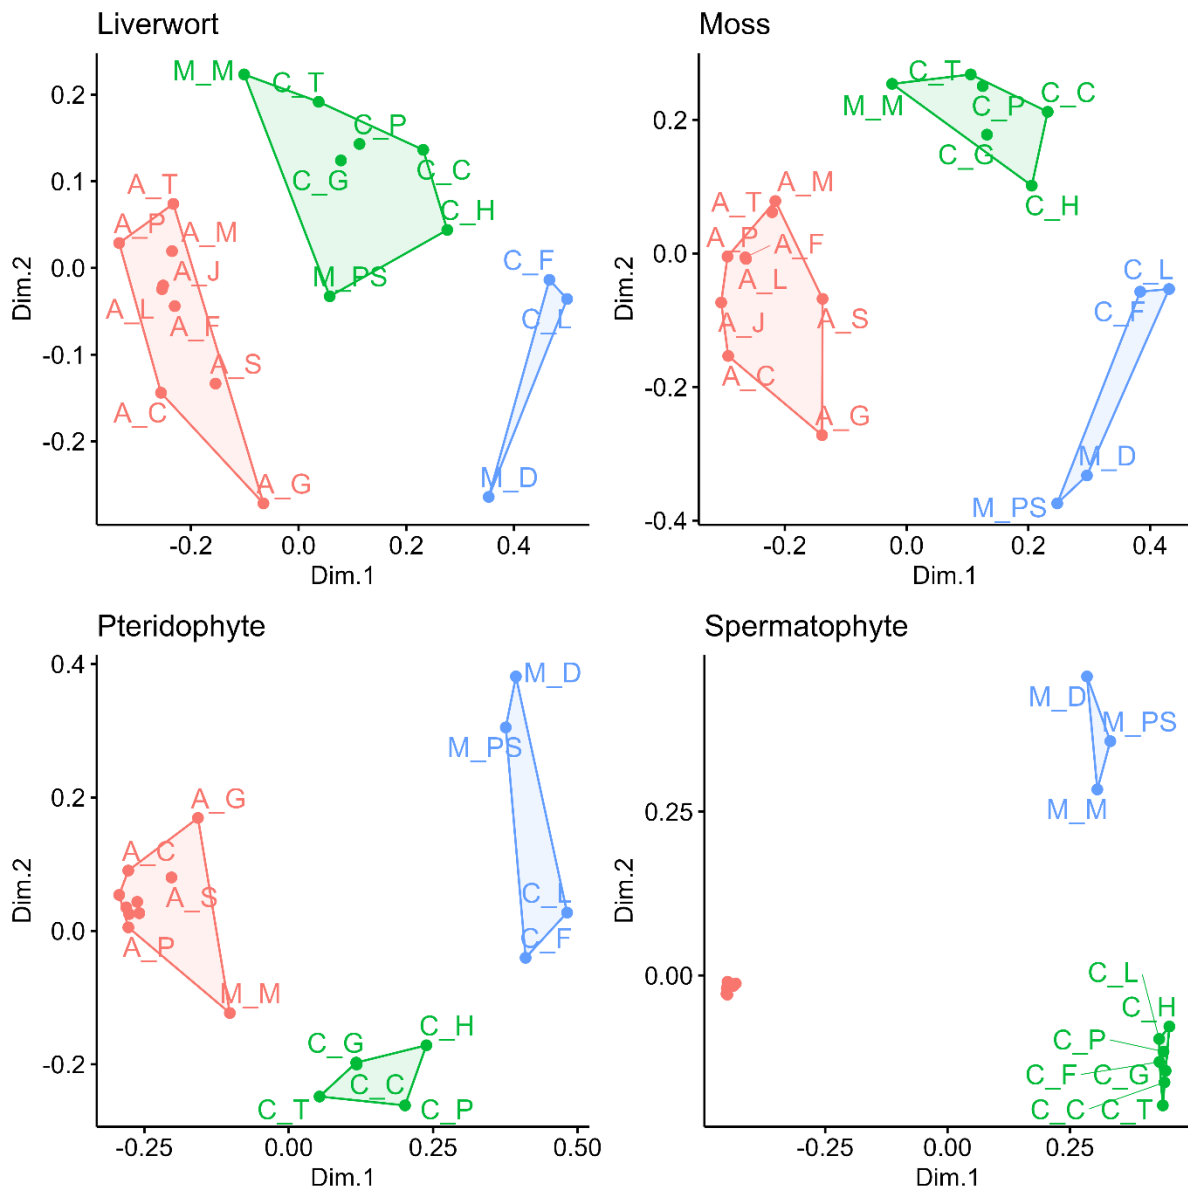 Liverwort
M_M
C_T
C_P
C_G
C_C
C_H
M_PS
A_T
A_P
A_M
A_J
A_L
A_F
A_S
A_C
A_G
C_F
C_L
M_D
0.2
0.1
0.0
-0.1
-0.2
Dim.2
-0.2 0.0 0.2 0.4
Dim.1
Moss
C_T
M_M
C_P
C_C
C_G
C_H
A_M
A_T
A_P
A_F
A_L
A_J
A_S
A_C
A_G
C_L
C_F
M_D
M_PS
0.2
0.0
-0.2
-0.4
Dim.2
-0.2 0.0 0.2 0.4
Dim.1
Pteridophyte
M_D
M_PS
A_G
A_C
A_S
A_P
M_M
C_L
C_F
C_H
C_G
C_C
C_T
C_P
0.4
0.2
0.0
-0.2
Dim.2
-0.25 0.00 0.25 0.50
Dim.1
Spermatophyte
M_D
M_PS
M_M
C_L
C_H
C_P
C_F
C_G
C_C
C_T
0.25
0.00
Dim.2
-0.25 0.00 0.25
Dim.1